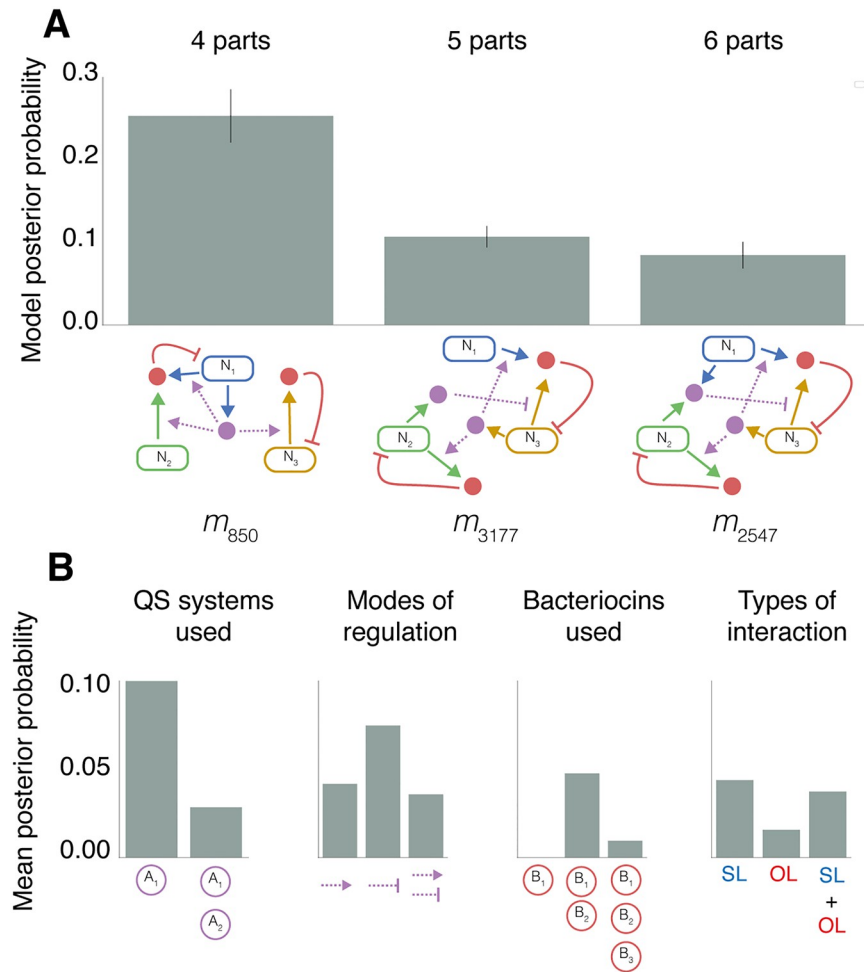 A
4 parts 5 parts 6 parts
Model posterior probability
0.3
0.2
0.1
0.0
N1 N1 N1
N2 N3 N2 N3 N2 N3
m850 m3177 m2547
B
QS systems used
Modes of regulation
Bacteriocins used
Types of interaction
Mean posterior probability
0.10
0.05
0.00
A1 A1 B1 B1 B1 SL OL SL
A2 B2 B2 +
B3 OL